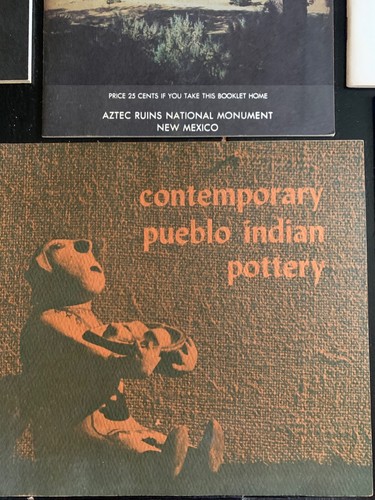 PRICE 25 CENTS IF YOU TAKE THIS BOOKLET HOME
AZTEC RUINS NATIONAL MONUMENT
NEW MEXICO
contemporary
pueblo indian
pottery